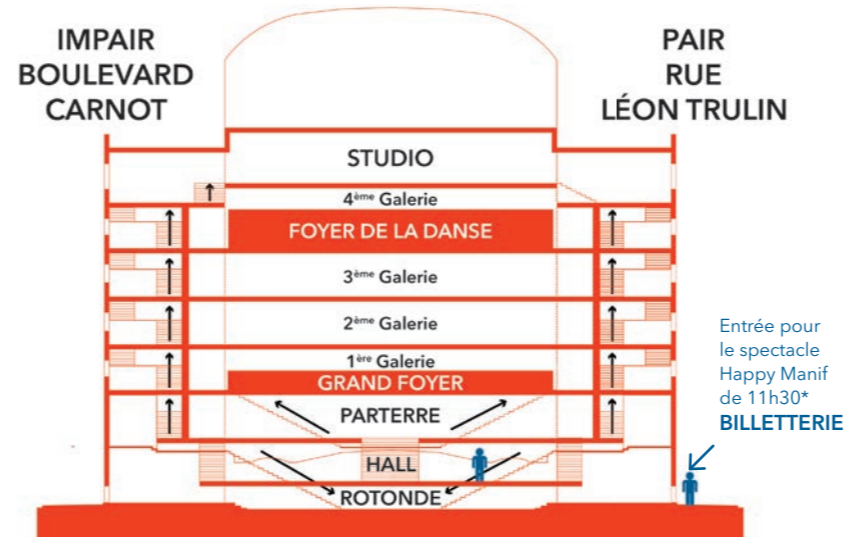 IMPAIR
BOULEVARD
CARNOT
PAIR
RUE
LÉON TRULIN
STUDIO
4ème Galerie
FOYER DE LA DANSE
3ème Galerie
2ème Galerie
1ère Galerie
GRAND FOYER
PARTERRE
HALL
ROTONDE
Entrée pour
le spectacle
Happy Manif
de 11h30*
BILLETTERIE